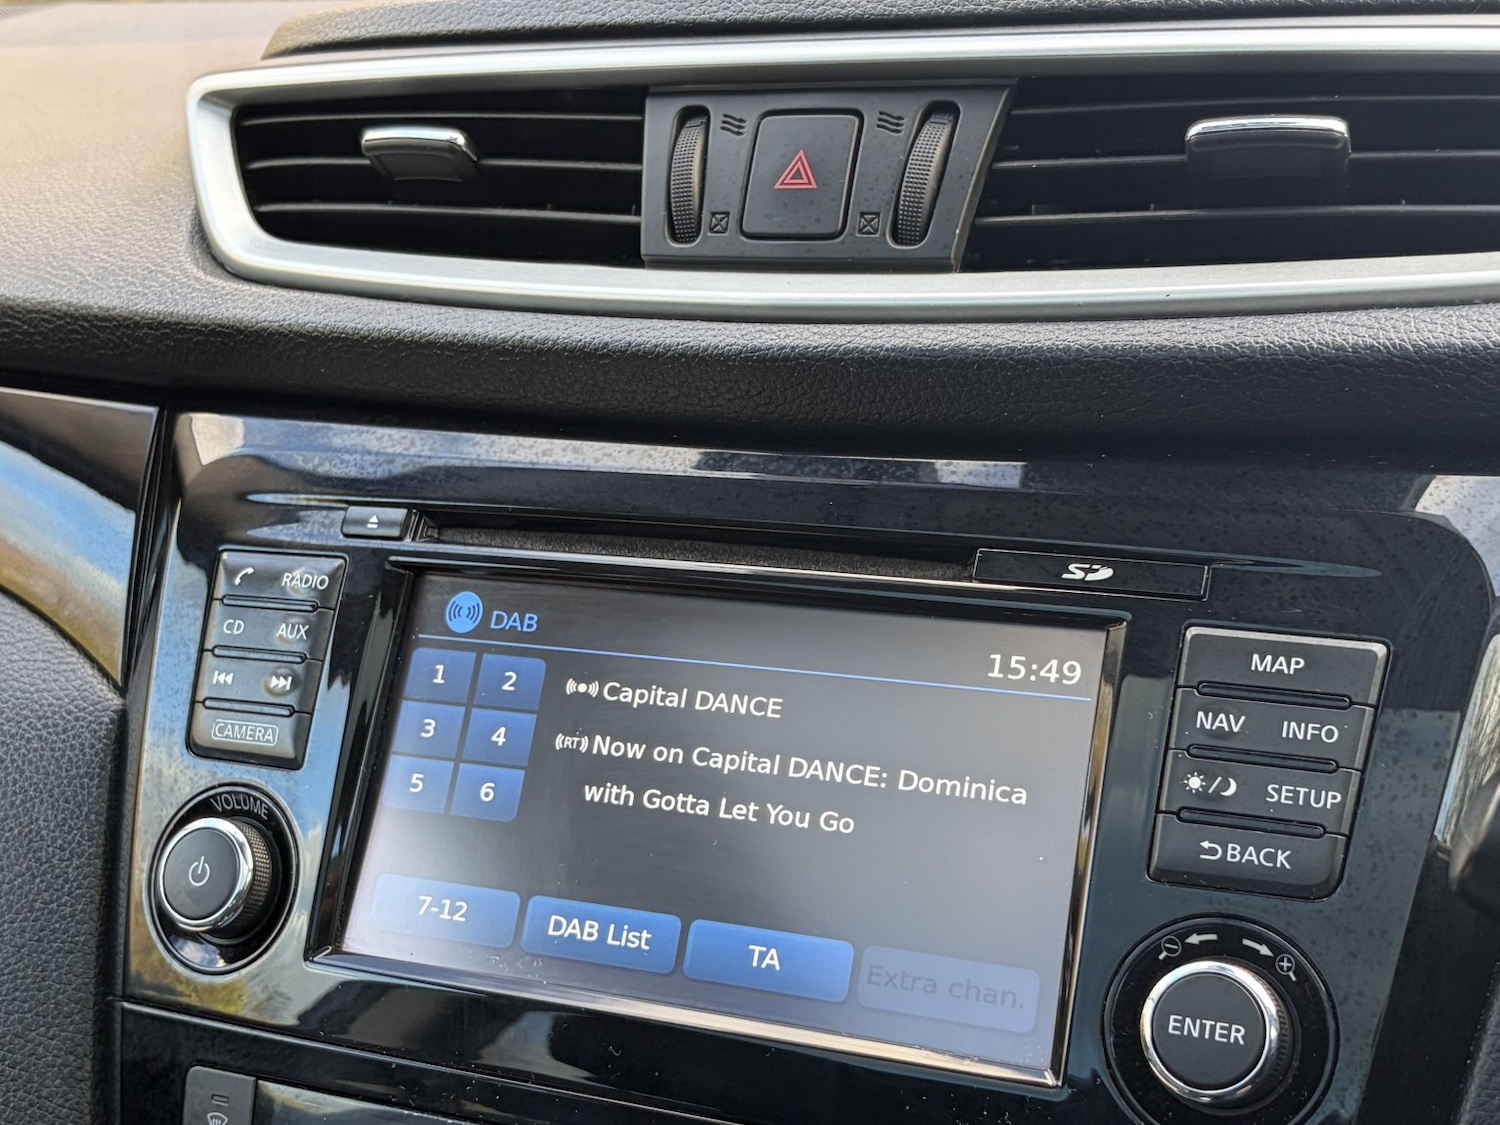 SD
RADIO
CD AUX
CAMERA
VOLUME
DAB
15:49
1 2
3 4
5 6
Capital DANCE
RT
Now on Capital DANCE: Dominica
with Gotta Let You Go
7-12
DAB List
TA
Extra chan.
MAP
NAV INFO
SETUP
BACK
ENTER